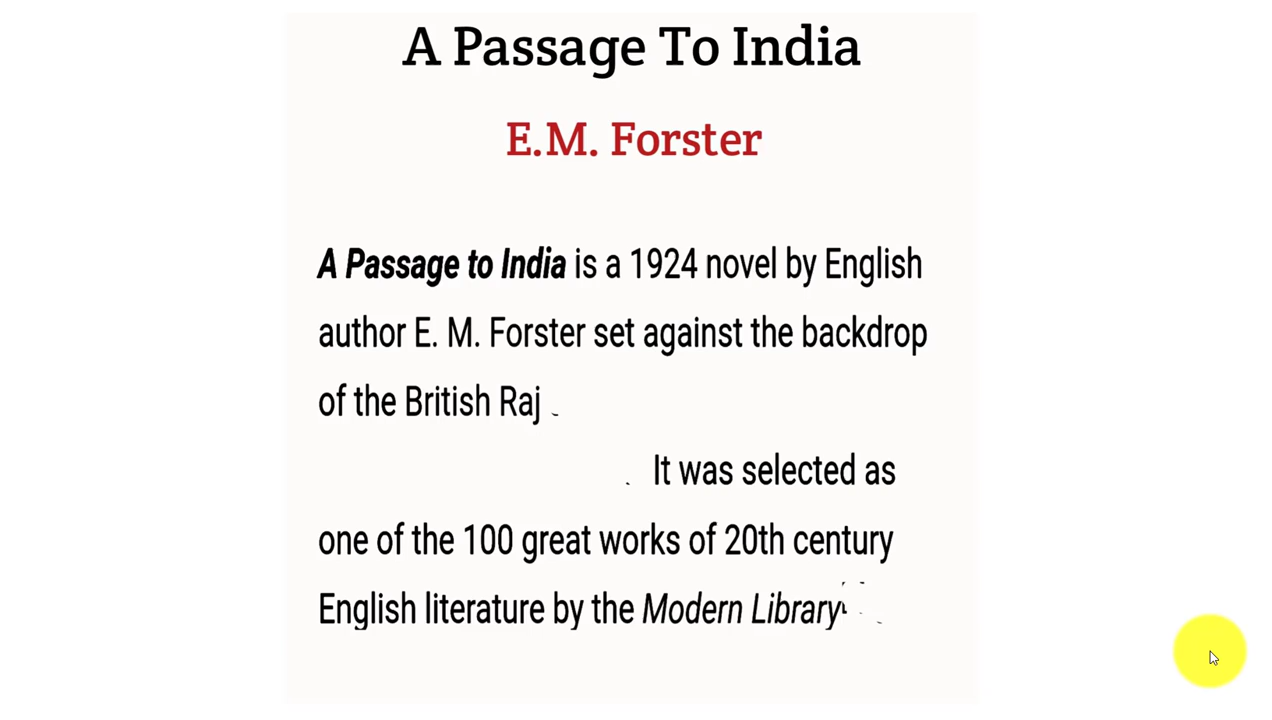 A Passage To India
E.M. Forster
A Passage to India is a 1924 novel by English
author E. M. Forster set against the backdrop
of the British Raj
It was selected as
one of the 100 great works of 20th century
English literature by the Modern Library